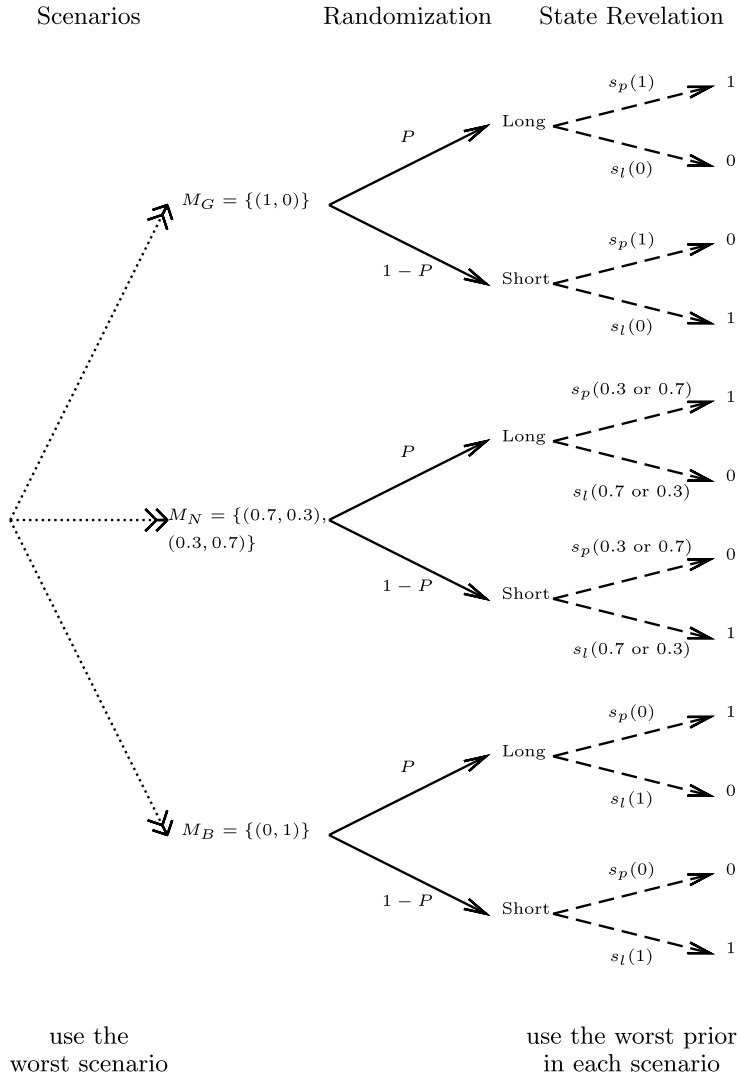 Scenarios Randomization State Revelation
s_p(1) 1
P Long
s_l(0) 0
M_G = {(1, 0)}
s_p(1) 0
1 − P Short
s_l(0) 1
s_p(0.3 or 0.7) 1
P Long
s_l(0.7 or 0.3) 0
M_N = {(0.7, 0.3),
(0.3, 0.7)}
s_p(0.3 or 0.7) 0
1 − P Short
s_l(0.7 or 0.3) 1
s_p(0) 1
P Long
s_l(1) 0
M_B = {(0, 1)}
s_p(0) 0
1 − P Short
s_l(1) 1
use the
worst scenario
use the worst prior
in each scenario